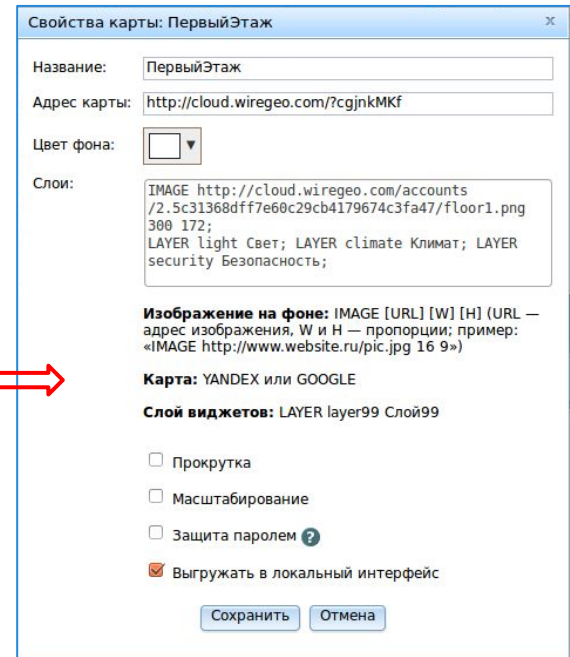 Свойства карты: ПервыйЭтаж x
Название: ПервыйЭтаж
Адрес карты: http://cloud.wiregeo.com/?cgjnkMKf
Цвет фона:
Слои:
IMAGE http://cloud.wiregeo.com/accounts
/2.5c31368dff7e60c29cb4179674c3fa47/floor1.png
300 172;
LAYER light Свет; LAYER climate Климат; LAYER
security Безопасность;
Изображение на фоне: IMAGE [URL] [W] [H] (URL —
адрес изображения, W и H — пропорции; пример:
«IMAGE http://www.website.ru/pic.jpg 16 9»)
Карта: YANDEX или GOOGLE
Слой виджетов: LAYER layer99 Слой99
Прокрутка
Масштабирование
Защита паролем ?
Выгружать в локальный интерфейс
Сохранить Отмена